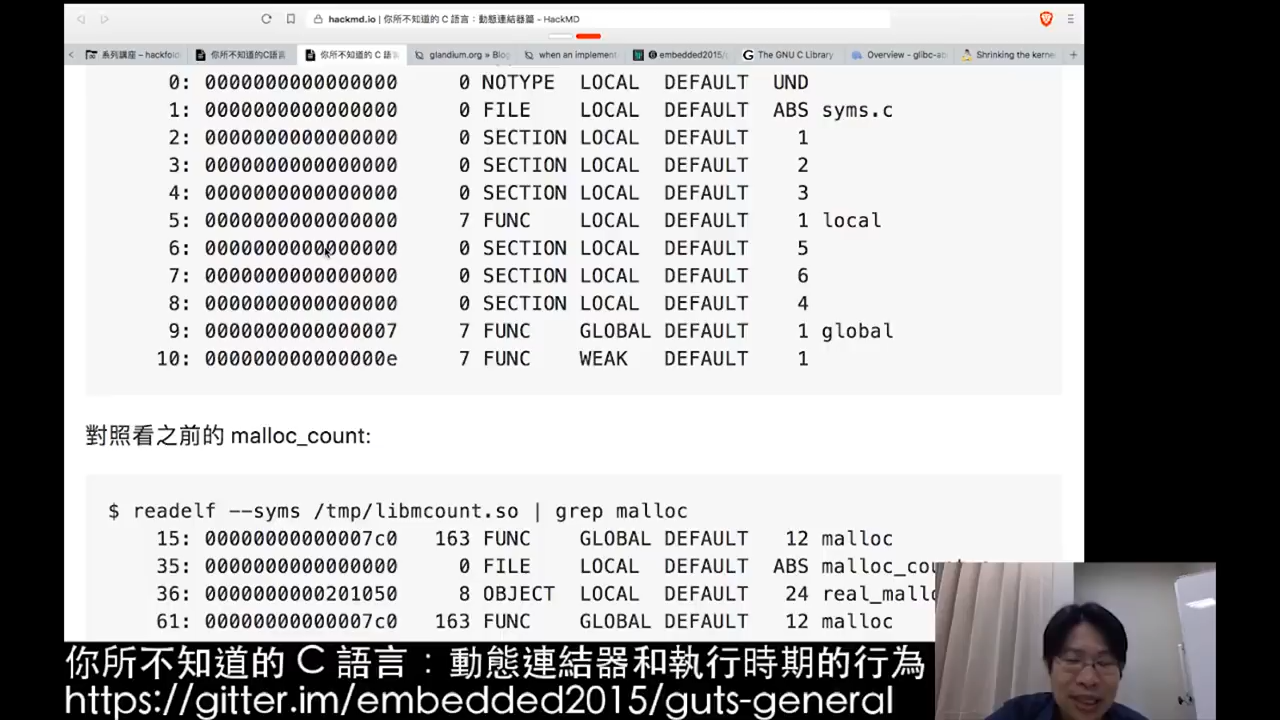 hackmd.io | 你所不知道的 C 語言：動態連結器篇 - HackMD
系列講座 - hackfold
你所不知道的C語言
你所不知道的 C 語
glandium.org » Blog
when an implement
embedded2015/g
The GNU C Library
Overview - glibc-ab
Shrinking the kerne
0: 0000000000000000 0 NOTYPE LOCAL DEFAULT UND
1: 0000000000000000 0 FILE LOCAL DEFAULT ABS syms.c
2: 0000000000000000 0 SECTION LOCAL DEFAULT 1
3: 0000000000000000 0 SECTION LOCAL DEFAULT 2
4: 0000000000000000 0 SECTION LOCAL DEFAULT 3
5: 0000000000000000 7 FUNC LOCAL DEFAULT 1 local
6: 0000000000000000 0 SECTION LOCAL DEFAULT 5
7: 0000000000000000 0 SECTION LOCAL DEFAULT 6
8: 0000000000000000 0 SECTION LOCAL DEFAULT 4
9: 0000000000000007 7 FUNC GLOBAL DEFAULT 1 global
10: 000000000000000e 7 FUNC WEAK DEFAULT 1
對照看之前的 malloc_count:
$ readelf --syms /tmp/libmcount.so | grep malloc
15: 00000000000007c0 163 FUNC GLOBAL DEFAULT 12 malloc
35: 0000000000000000 0 FILE LOCAL DEFAULT ABS malloc_cou
36: 0000000000201050 8 OBJECT LOCAL DEFAULT 24 real_mallo
61: 00000000000007c0 163 FUNC GLOBAL DEFAULT 12 malloc
你所不知道的 C 語言：動態連結器和執行時期的行為
https://gitter.im/embedded2015/guts-general